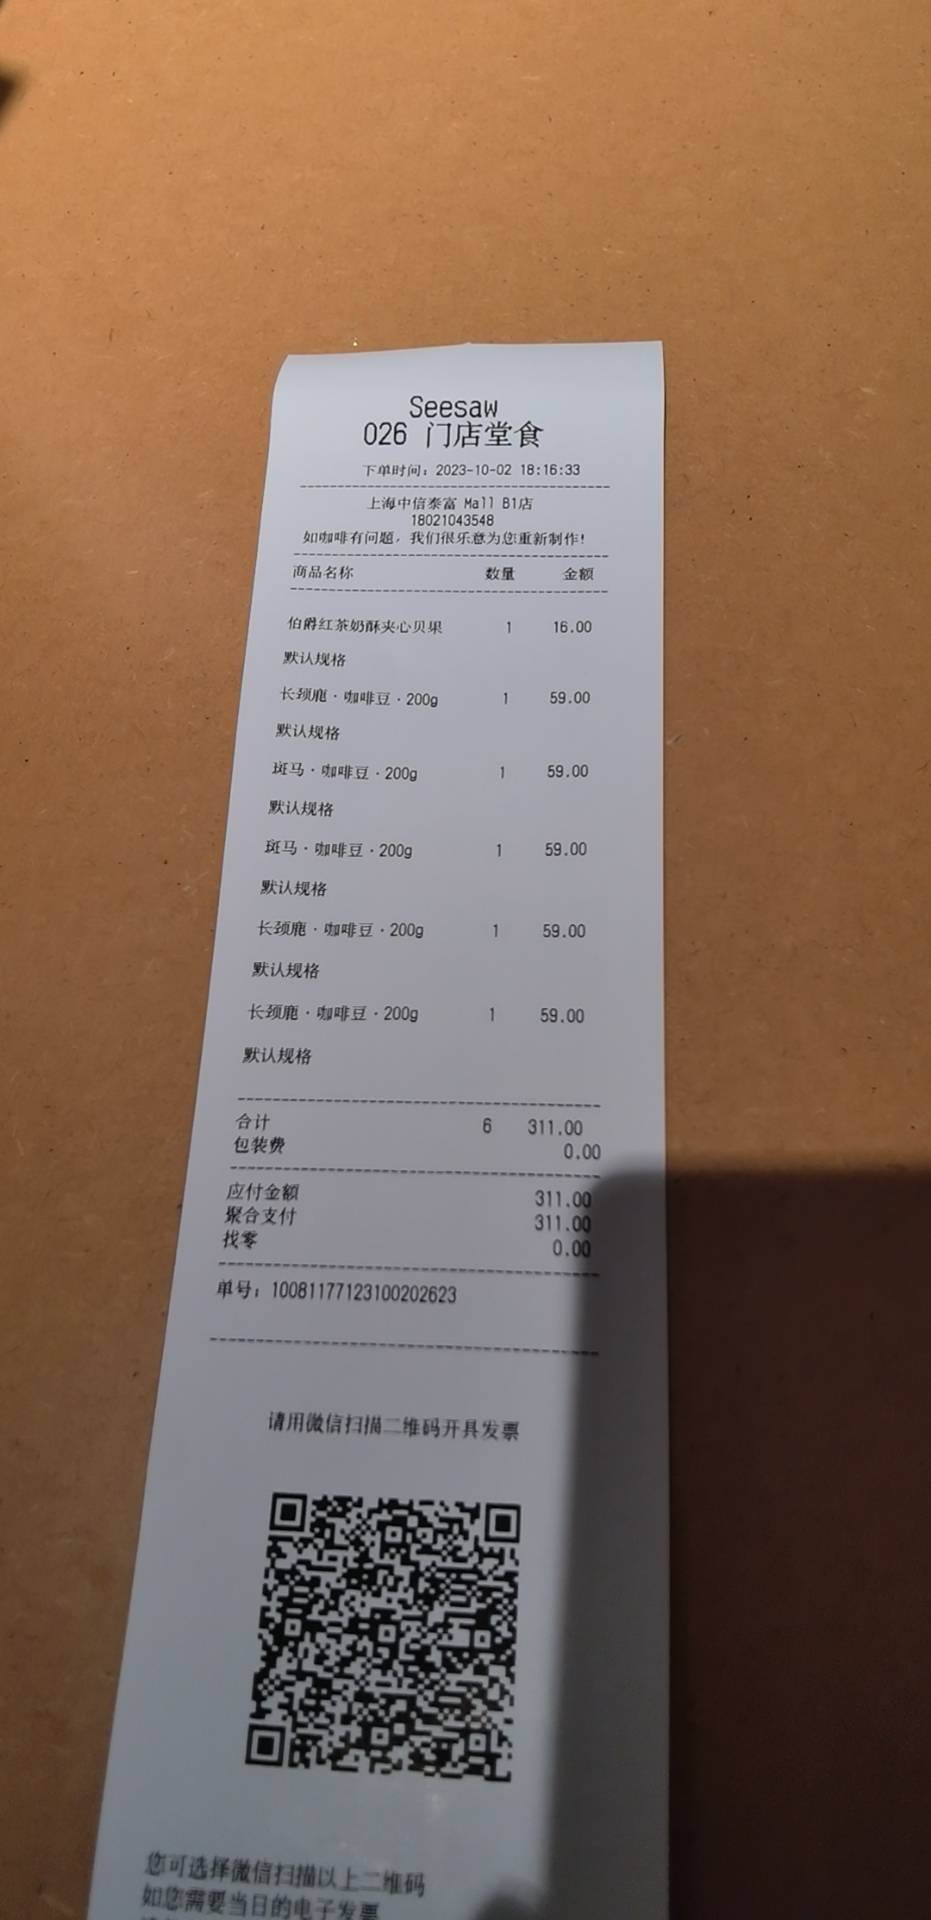 Seesaw
026 门店堂食
下单时间：2023-10-02 18:16:33
上海中信泰富 Mall B1店
18021043548
如咖啡有问题，我们很乐意为您重新制作！
商品名称 数量 金额
伯爵红茶奶酥夹心贝果 1 16.00
默认规格
长颈鹿·咖啡豆·200g 1 59.00
默认规格
斑马·咖啡豆·200g 1 59.00
默认规格
斑马·咖啡豆·200g 1 59.00
默认规格
长颈鹿·咖啡豆·200g 1 59.00
默认规格
长颈鹿·咖啡豆·200g 1 59.00
默认规格
合计 6 311.00
包装费 0.00
应付金额 311.00
聚合支付 311.00
找零 0.00
单号：10081177123100202623
请用微信扫描二维码开具发票
您可选择微信扫描以上二维码
如您需要当日的电子发票